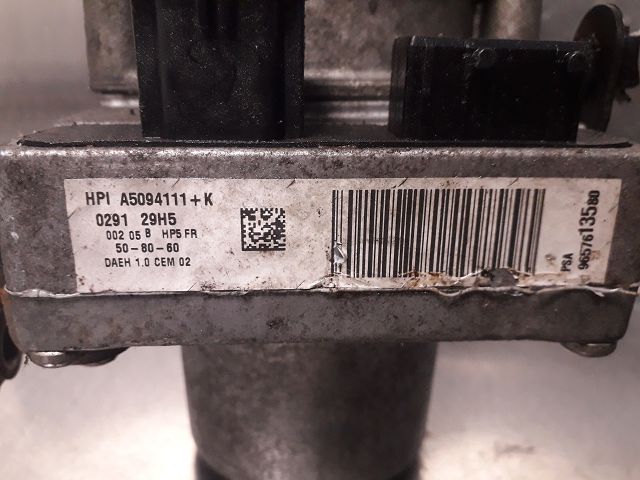 HPI A5094111+K
0291 29H5
002 05 B HP5 FR
50-80-60
DAEH 1.0 CEM 02
PSA
9657613580